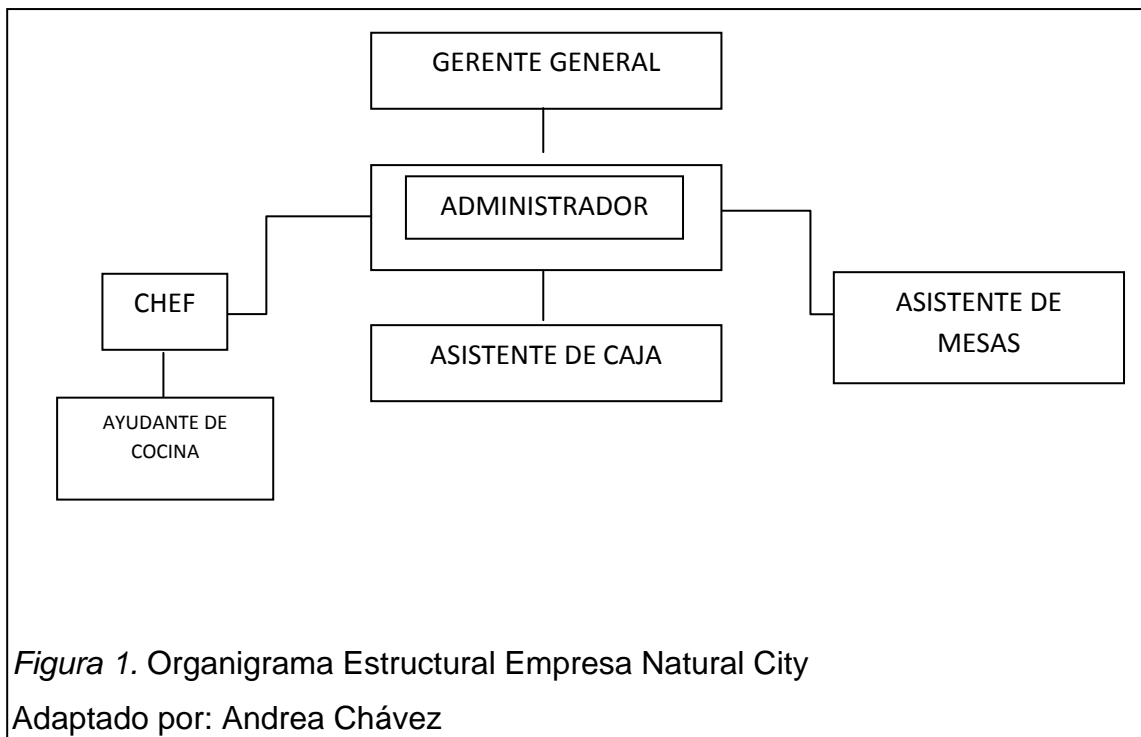 GERENTE GENERAL
ADMINISTRADOR
CHEF
ASISTENTE DE
MESAS
ASISTENTE DE CAJA
AYUDANTE DE
COCINA
Figura 1. Organigrama Estructural Empresa Natural City
Adaptado por: Andrea Chávez